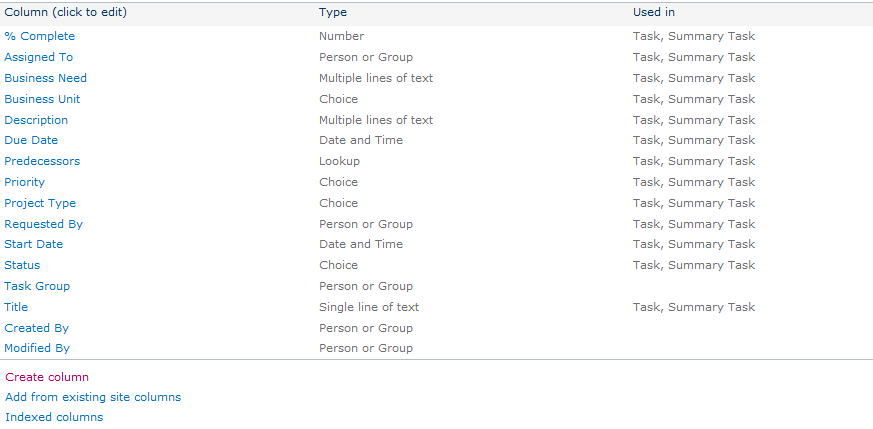 Column (click to edit) Type Used in
% Complete Number Task, Summary Task
Assigned To Person or Group Task, Summary Task
Business Need Multiple lines of text Task, Summary Task
Business Unit Choice Task, Summary Task
Description Multiple lines of text Task, Summary Task
Due Date Date and Time Task, Summary Task
Predecessors Lookup Task, Summary Task
Priority Choice Task, Summary Task
Project Type Choice Task, Summary Task
Requested By Person or Group Task, Summary Task
Start Date Date and Time Task, Summary Task
Status Choice Task, Summary Task
Task Group Person or Group
Title Single line of text Task, Summary Task
Created By Person or Group
Modified By Person or Group
Create column
Add from existing site columns
Indexed columns